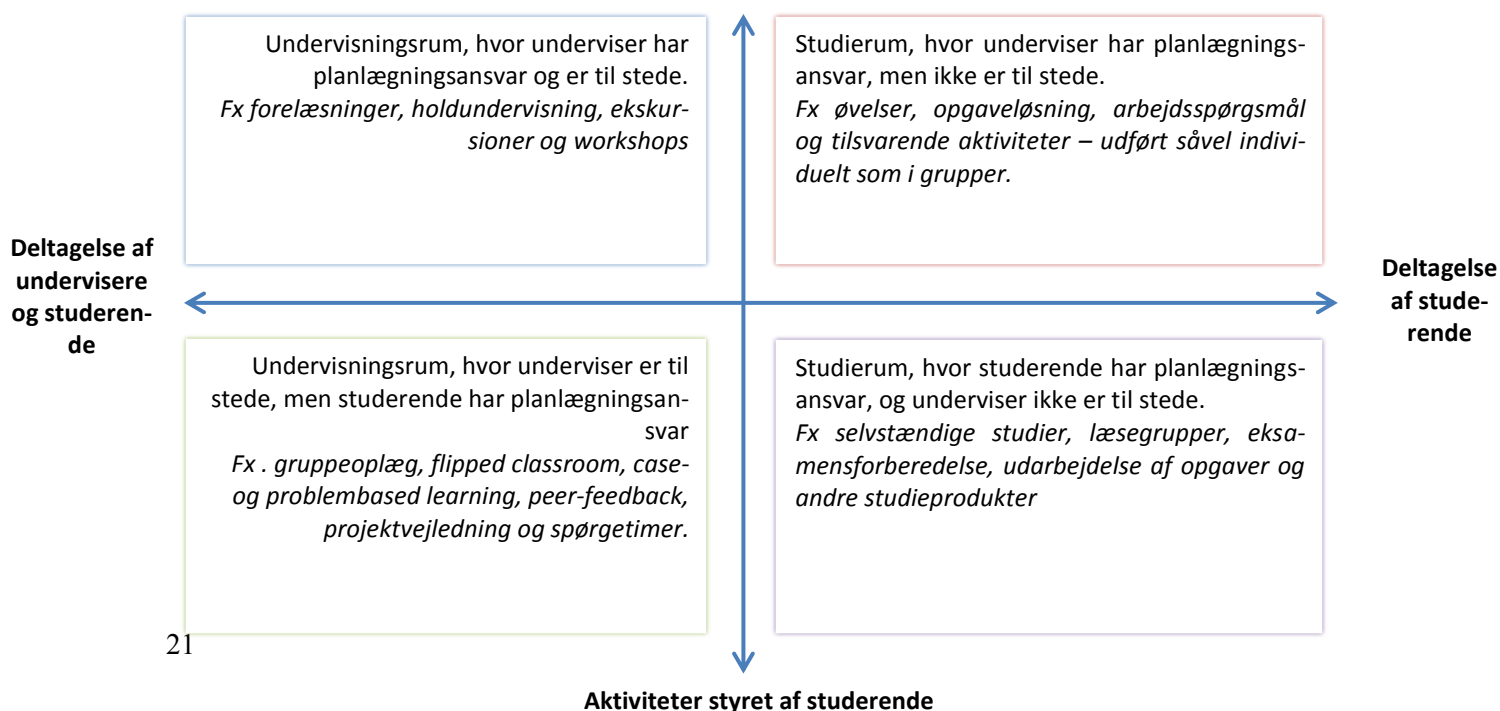 Undervisningsrum, hvor underviser har
planlægningsansvar og er til stede.
Fx forelæsninger, holdundervisning, ekskur-
sioner og workshops
Studierum, hvor underviser har planlægnings-
ansvar, men ikke er til stede.
Fx øvelser, opgaveløsning, arbejdsspørgsmål
og tilsvarende aktiviteter – udført såvel indivi-
duelt som i grupper.
Deltagelse af
undervisere
og studeren-
de
Deltagelse
af stude-
rende
Undervisningsrum, hvor underviser er til
stede, men studerende har planlægningsan-
svar
Fx . gruppeoplæg, flipped classroom, case-
og problembased learning, peer-feedback,
projektvejledning og spørgetimer.
Studierum, hvor studerende har planlægnings-
ansvar, og underviser ikke er til stede.
Fx selvstændige studier, læsegrupper, eksa-
mensforberedelse, udarbejdelse af opgaver og
andre studieprodukter
21
Aktiviteter styret af studerende